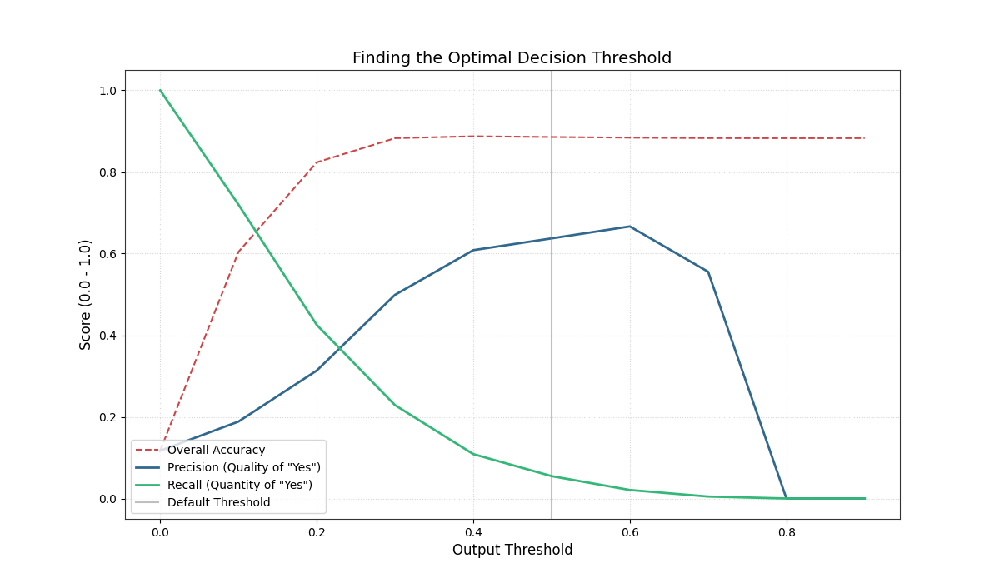 Finding the Optimal Decision Threshold
Score (0.0 - 1.0)
1.0
0.8
0.6
0.4
0.2
0.0
Overall Accuracy
Precision (Quality of "Yes")
Recall (Quantity of "Yes")
Default Threshold
0.0 0.2 0.4 0.6 0.8
Output Threshold